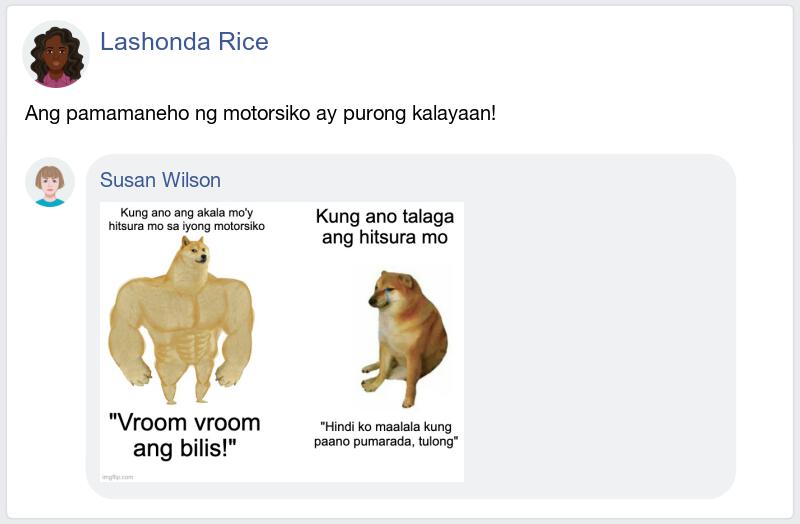 Lashonda Rice
Ang pamamaneho ng motorsiko ay purong kalayaan!
Susan Wilson
Kung ano ang akala mo'y
hitsura mo sa iyong motorsiko
Kung ano talaga
ang hitsura mo
"Vroom vroom
ang bilis!"
"Hindi ko maalala kung
paano pumarada, tulong"
imgflip.com